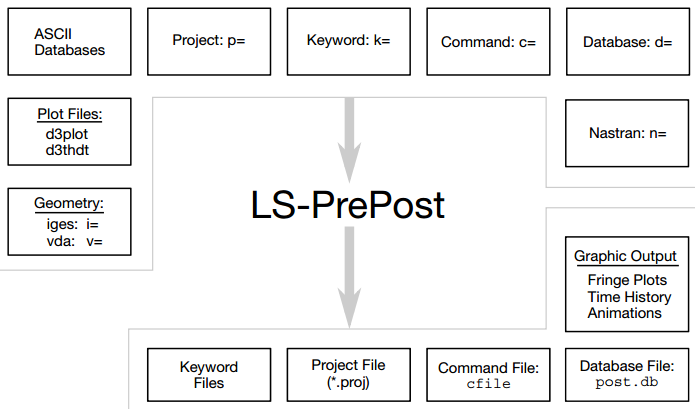 ASCII
Databases
Project: p=
Keyword: k=
Command: c=
Database: d=
Plot Files:
d3plot
d3thdt
Nastran: n=
Geometry:
iges: i=
vda: v=
LS-PrePost
Graphic Output
Fringe Plots
Time History
Animations
Keyword
Files
Project File
(*.proj)
Command File:
cfile
Database File:
post.db